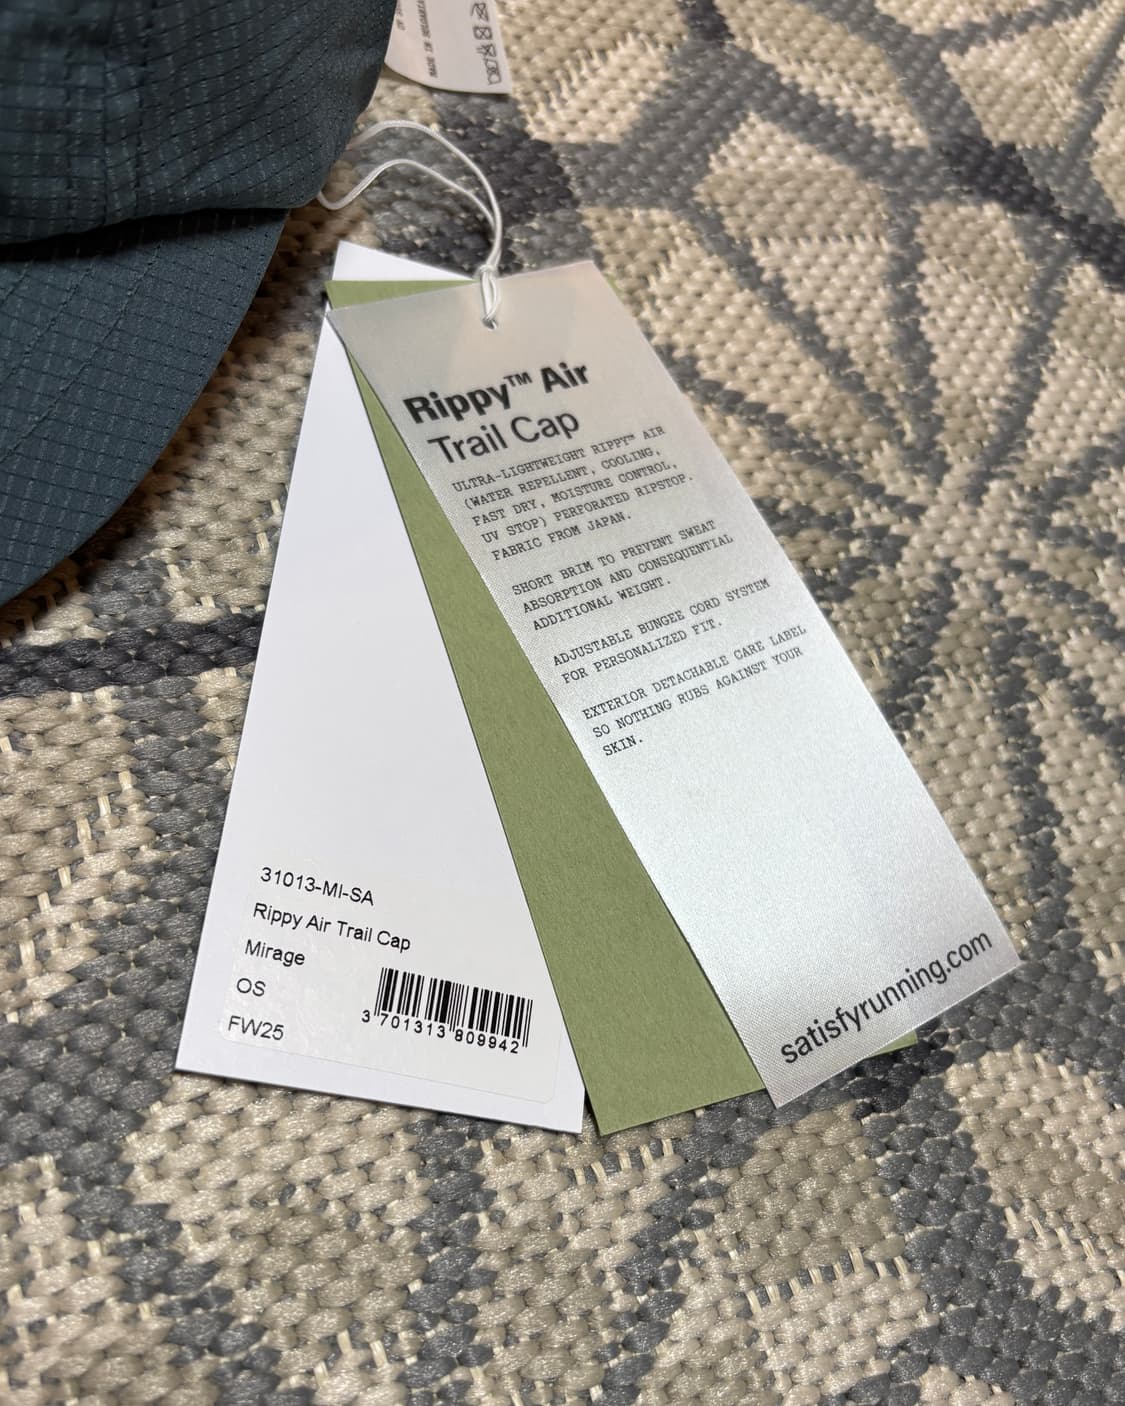 MADE IN BULGARIA
Rippy™ Air
Trail Cap
ULTRA-LIGHTWEIGHT RIPPY™ AIR
(WATER REPELLENT, COOLING,
FAST DRY, MOISTURE CONTROL,
UV STOP) PERFORATED RIPSTOP.
FABRIC FROM JAPAN.
SHORT BRIM TO PREVENT SWEAT
ABSORPTION AND CONSEQUENTIAL
ADDITIONAL WEIGHT.
ADJUSTABLE BUNGEE CORD SYSTEM
FOR PERSONALIZED FIT.
EXTERIOR DETACHABLE CARE LABEL
SO NOTHING RUBS AGAINST YOUR
SKIN.
satisfyrunning.com
31013-MI-SA
Rippy Air Trail Cap
Mirage
OS
FW25
3 701313 809942